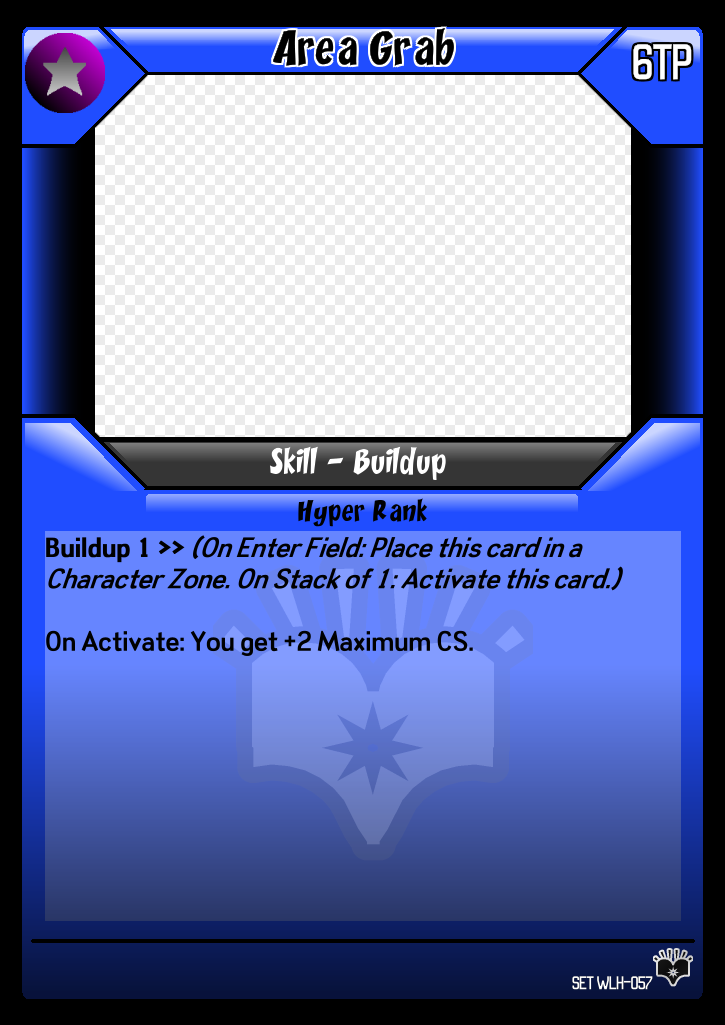 Area Grab
6TP
Skill - Buildup
Hyper Rank
Buildup 1 >> (On Enter Field: Place this card in a
Character Zone. On Stack of 1: Activate this card.)
On Activate: You get +2 Maximum CS.
SET WLH-057